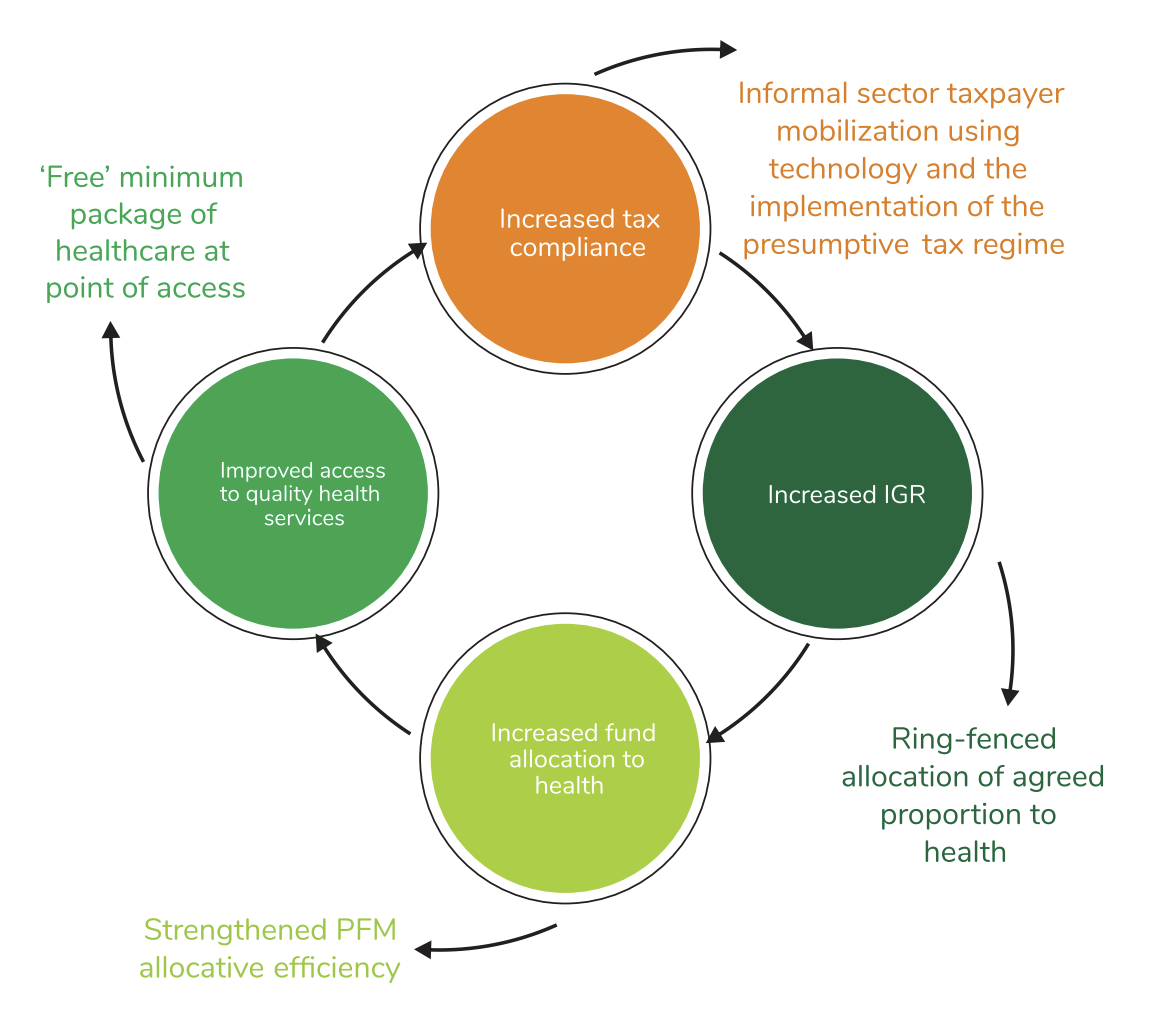 Informal sector taxpayer
mobilization using
technology and the
implementation of the
presumptive tax regime
‘Free’ minimum
package of
healthcare at
point of access
Increased tax
compliance
Improved access
to quality health
services
Increased IGR
Increased fund
allocation to
health
Ring-fenced
allocation of agreed
proportion to
health
Strengthened PFM
allocative efficiency